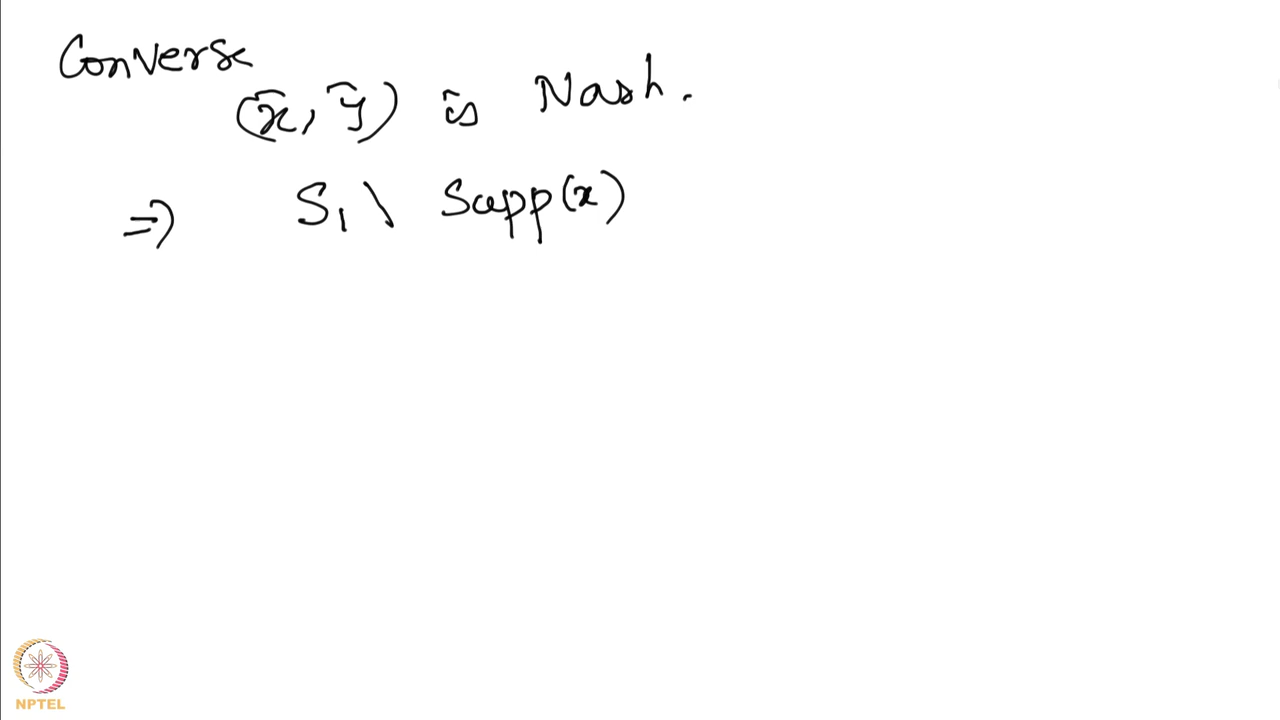 Converse
(x̄, ȳ) is Nash.
⇒ S₁ \ Supp(x)
NPTEL